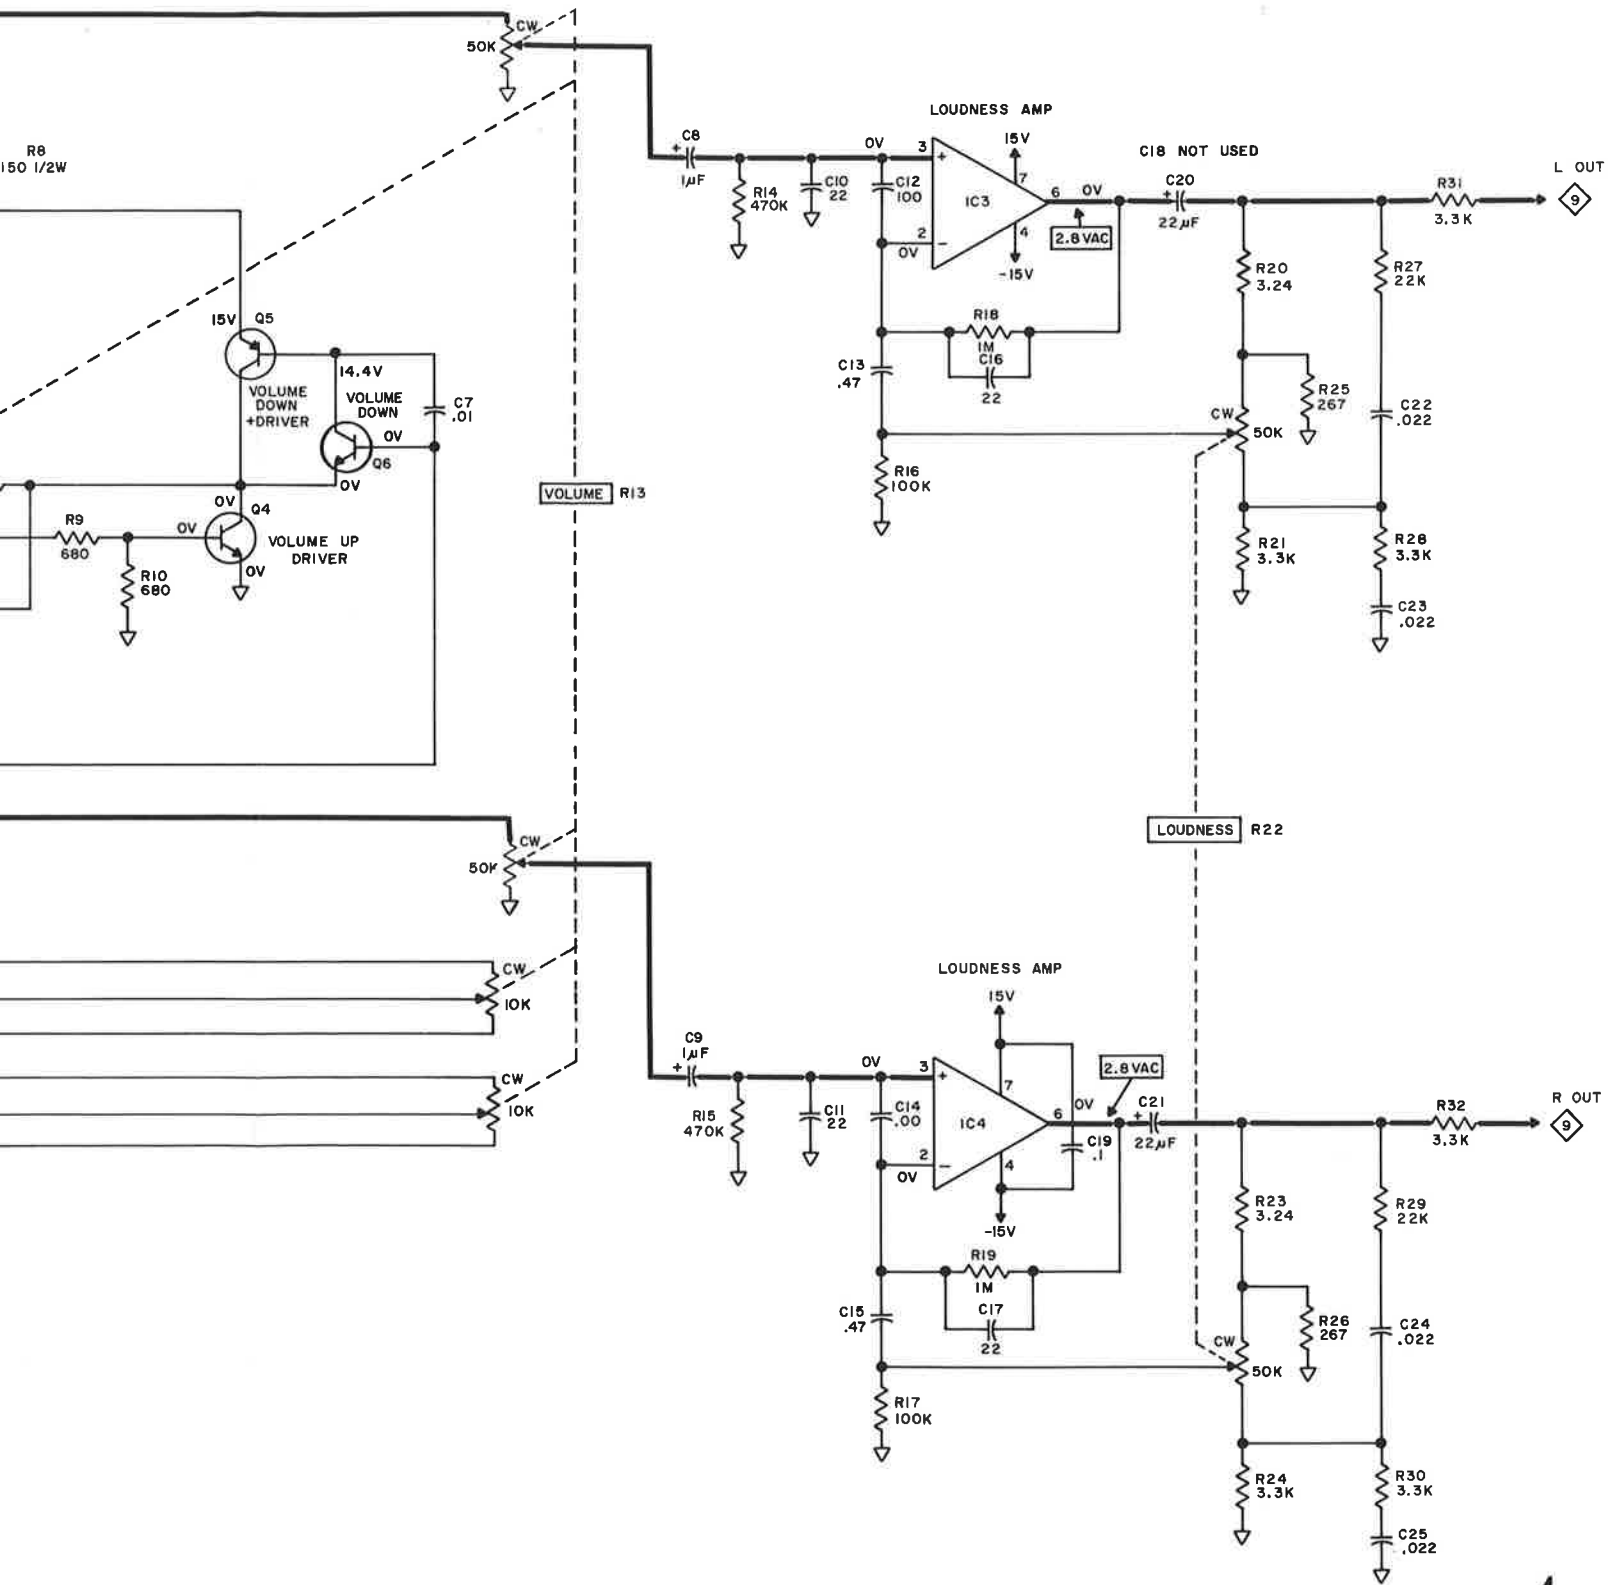 CW
50K
R8
150 1/2W
C8
+
1µF
R14
470K
C10
22
0V
C12
100
LOUDNESS AMP
15V
3
+
7
IC3
6
0V
2
−
0V
4
-15V
2.8 VAC
C18 NOT USED
C20
+
22µF
R31
3.3K
L OUT
9
R18
1M
C16
22
C13
.47
R16
100K
R20
3.24
R25
267
CW
50K
R27
22K
C22
.022
R21
3.3K
R28
3.3K
C23
.022
15V
Q5
VOLUME
DOWN
+DRIVER
14.4V
VOLUME
DOWN
C7
.01
0V
Q6
0V
0V
Q4
R9
680
0V
R10
680
0V
VOLUME UP
DRIVER
VOLUME
R13
LOUDNESS
R22
CW
50K
CW
10K
CW
10K
C9
1µF
+
R15
470K
C11
22
0V
C14
.00
LOUDNESS AMP
15V
3
+
7
IC4
6
0V
2
−
0V
4
-15V
C19
.1
2.8 VAC
C21
+
22µF
R32
3.3K
R OUT
9
R19
1M
C17
22
C15
.47
R17
100K
R23
3.24
R26
267
CW
50K
R29
22K
C24
.022
R24
3.3K
R30
3.3K
C25
.022